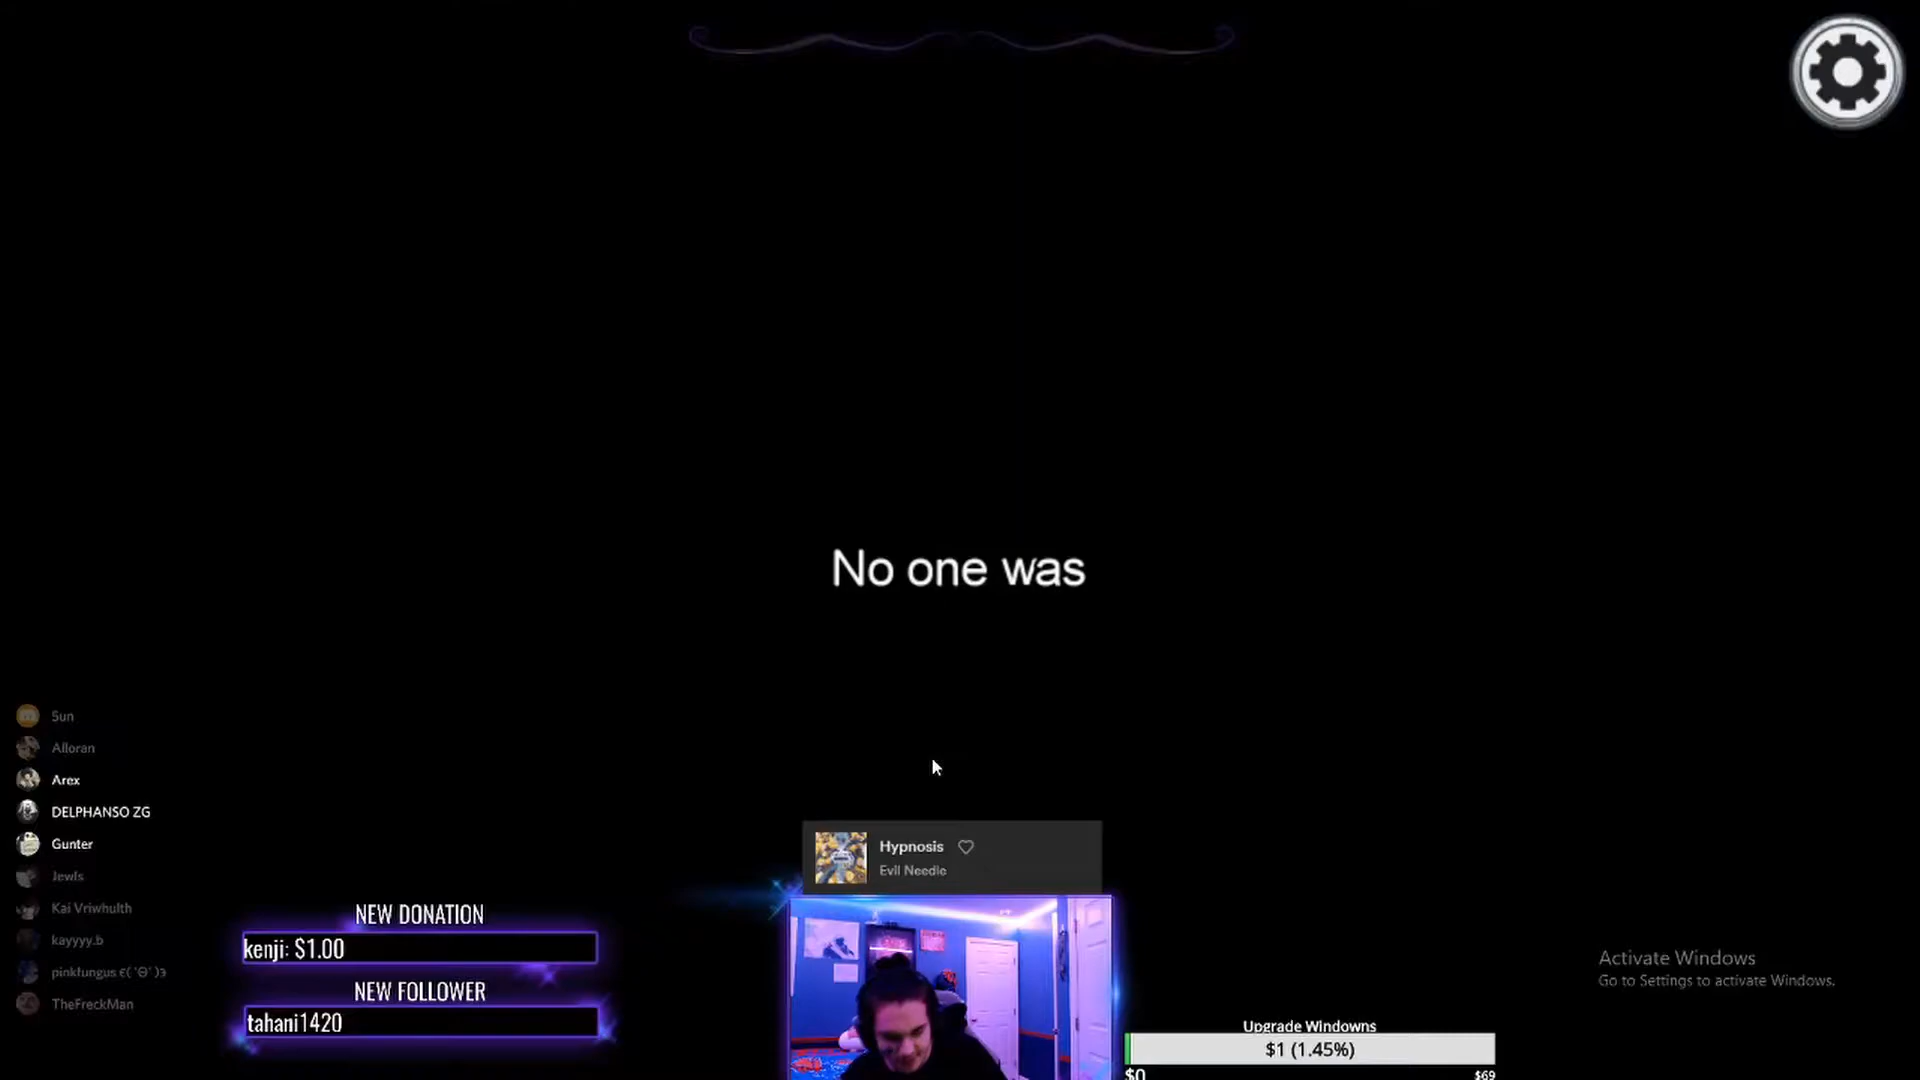 No one was
Sun
Alloran
Arex
DELPHANSO ZG
Gunter
Jewls
Kai Vriwhulth
kayyyy.b
pinkfungus ϵ( 'Θ' )϶
TheFreckMan
NEW DONATION
kenji: $1.00
NEW FOLLOWER
tahani1420
Hypnosis
Evil Needle
Activate Windows
Go to Settings to activate Windows.
Upgrade Windowns
$1 (1.45%)
$0
$69